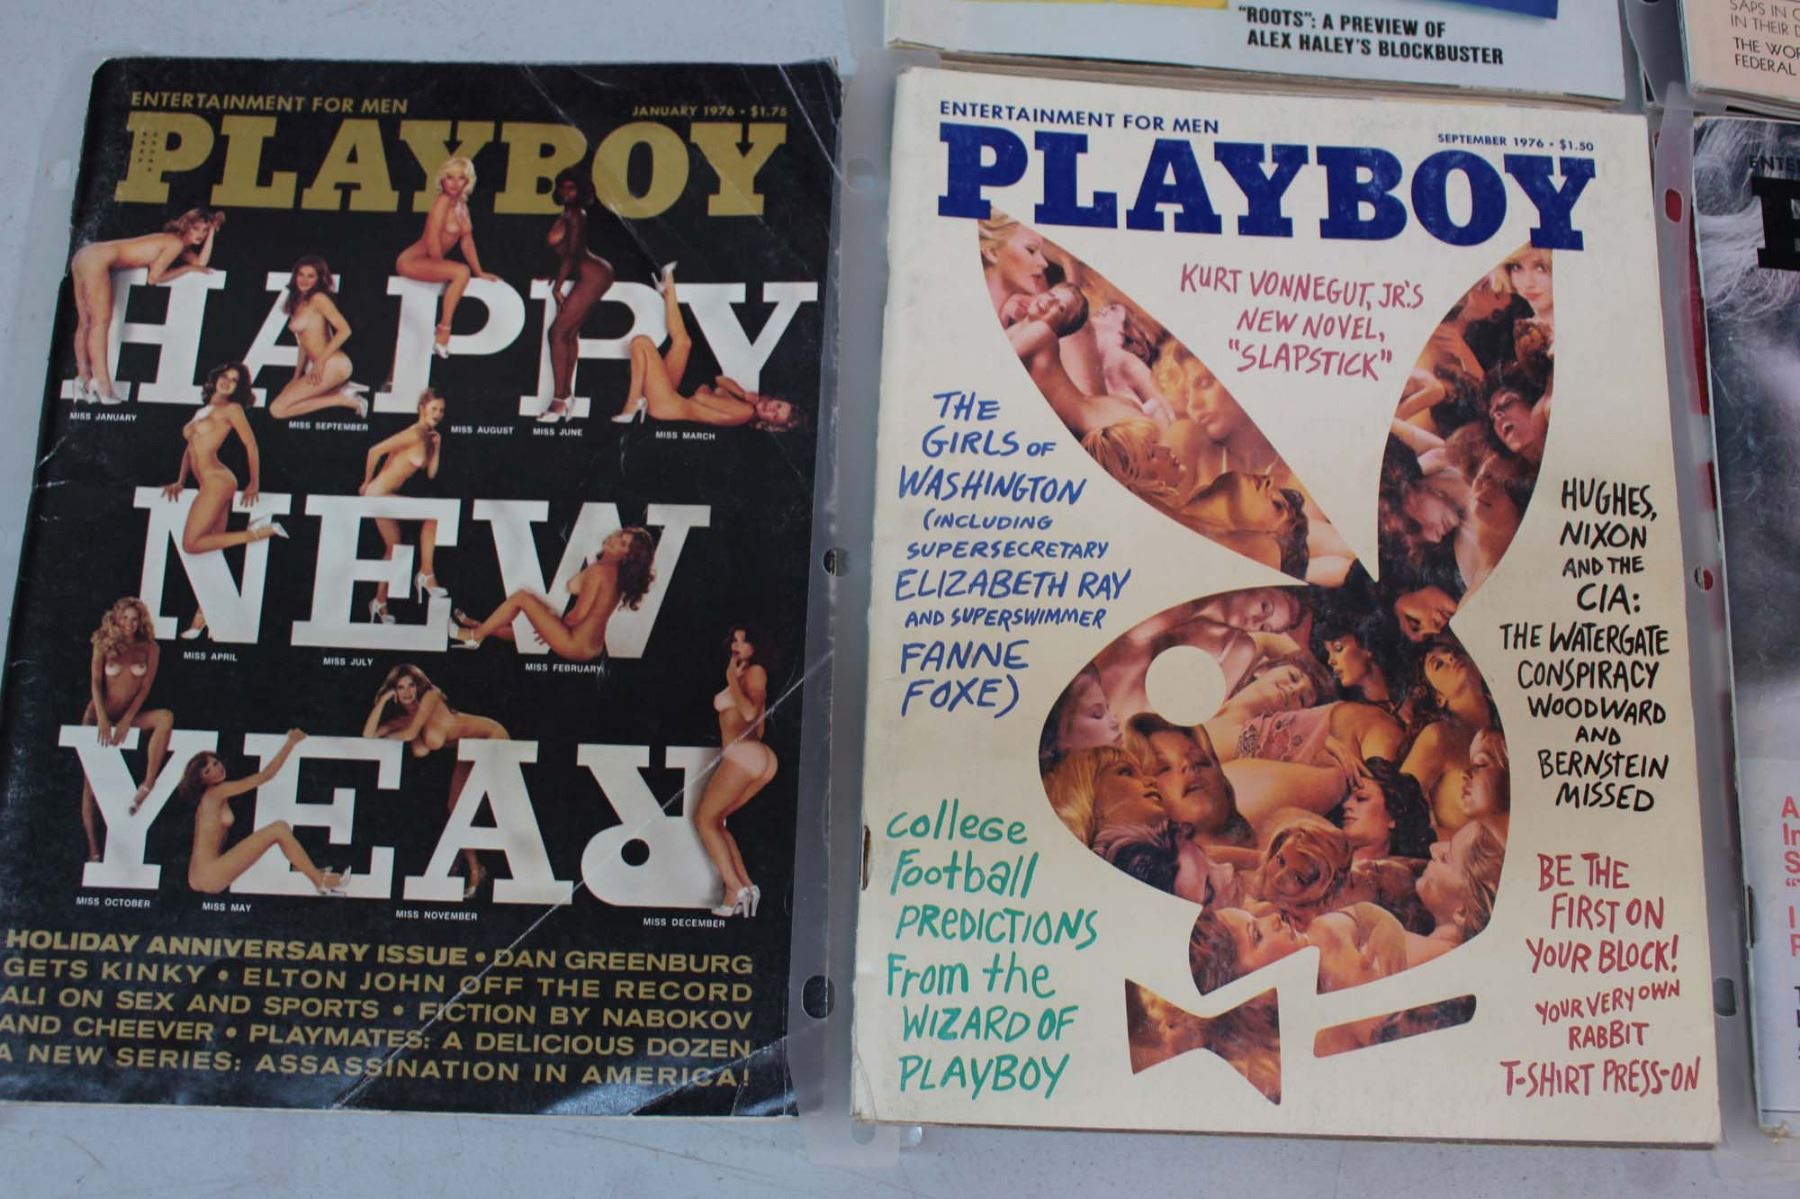 ENTERTAINMENT FOR MEN
JANUARY 1976 • $1.75
PLAYBOY
HAPPY
MISS JANUARY
MISS SEPTEMBER
MISS AUGUST
MISS JUNE
MISS MARCH
NEW
MISS APRIL
MISS JULY
MISS FEBRUARY
YEAR
MISS OCTOBER
MISS MAY
MISS NOVEMBER
MISS DECEMBER
HOLIDAY ANNIVERSARY ISSUE • DAN GREENBURG
GETS KINKY • ELTON JOHN OFF THE RECORD
ALI ON SEX AND SPORTS • FICTION BY NABOKOV
AND CHEEVER • PLAYMATES: A DELICIOUS DOZEN
A NEW SERIES: ASSASSINATION IN AMERICA!
"ROOTS": A PREVIEW OF
ALEX HALEY'S BLOCKBUSTER
ENTERTAINMENT FOR MEN
SEPTEMBER 1976 • $1.50
PLAYBOY
KURT VONNEGUT, JR.'S
NEW NOVEL,
"SLAPSTICK"
THE
GIRLS OF
WASHINGTON
(INCLUDING
SUPERSECRETARY
ELIZABETH RAY
AND SUPERSWIMMER
FANNE
FOXE)
COLLEGE
Football
PREDICTIONS
From the
WIZARD OF
PLAYBOY
HUGHES,
NIXON
AND THE
CIA:
THE WATERGATE
CONSPIRACY
WOODWARD
AND
BERNSTEIN
MISSED
BE THE
FIRST ON
YOUR BLOCK!
YOUR VERY OWN
RABBIT
T-SHIRT PRESS-ON
SAPS IN
IN THEIR
THE
FEDERAL